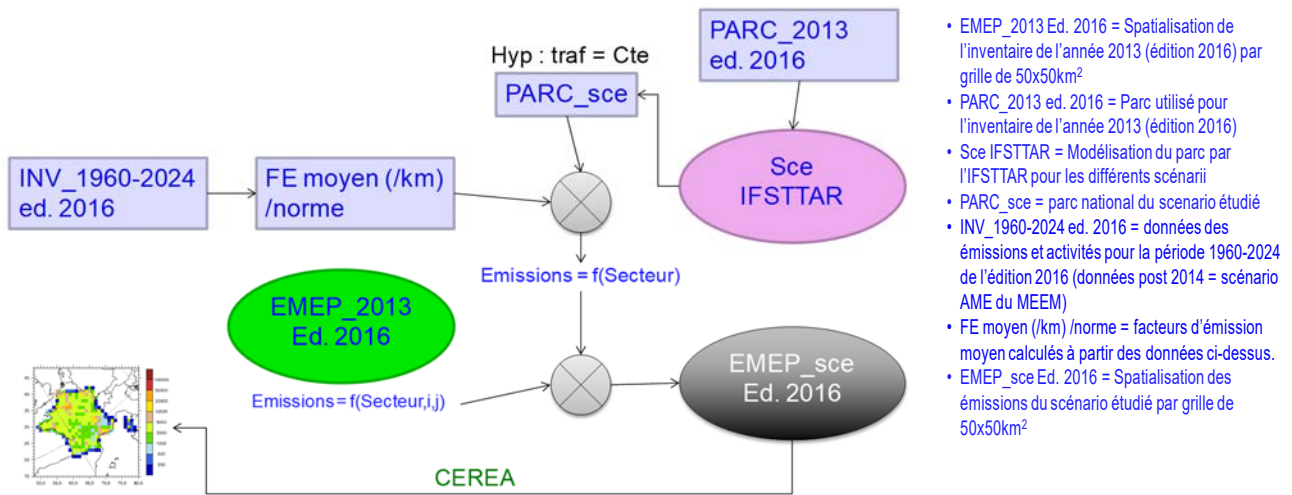 PARC_2013
ed. 2016
Hyp : traf = Cte
PARC_sce
INV_1960-2024
ed. 2016
FE moyen (/km)
/norme
Sce
IFSTTAR
Emissions = f(Secteur)
EMEP_2013
Ed. 2016
Emissions = f(Secteur,i,j)
EMEP_sce
Ed. 2016
CEREA
• EMEP_2013 Ed. 2016 = Spatialisation de
l'inventaire de l'année 2013 (édition 2016) par
grille de 50x50km²
• PARC_2013 ed. 2016 = Parc utilisé pour
l'inventaire de l'année 2013 (édition 2016)
• Sce IFSTTAR = Modélisation du parc par
l'IFSTTAR pour les différents scénarii
• PARC_sce = parc national du scenario étudié
• INV_1960-2024 ed. 2016 = données des
émissions et activités pour la période 1960-2024
de l'édition 2016 (données post 2014 = scénario
AME du MEEM)
• FE moyen (/km) /norme = facteurs d'émission
moyen calculés à partir des données ci-dessus.
• EMEP_sce Ed. 2016 = Spatialisation des
émissions du scénario étudié par grille de
50x50km²